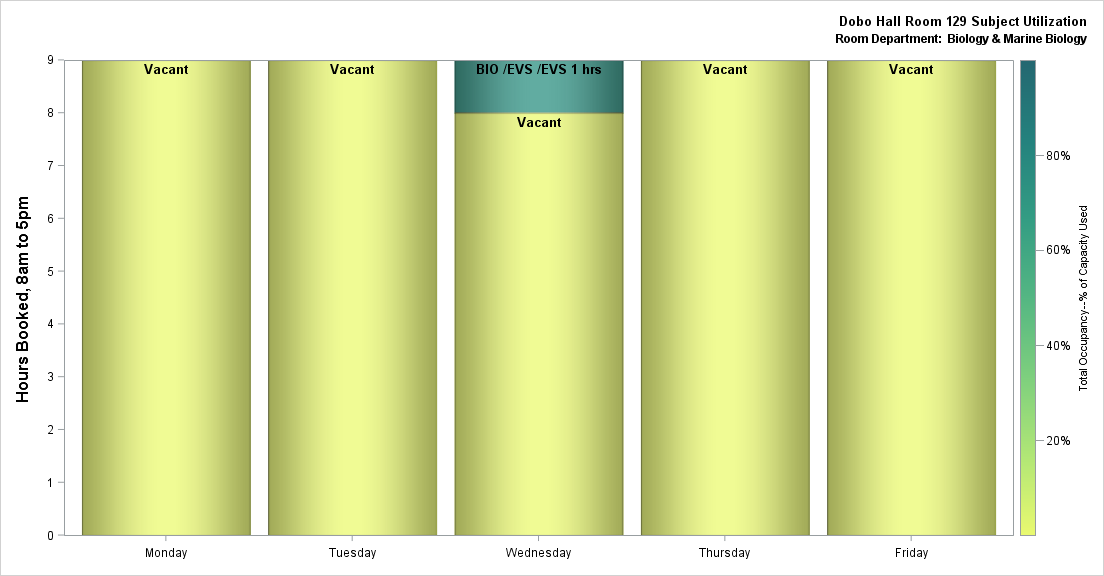 Dobo Hall Room 129 Subject Utilization
Room Department: Biology & Marine Biology
Hours Booked, 8am to 5pm
9
8
7
6
5
4
3
2
1
0
Vacant
Vacant
BIO /EVS /EVS 1 hrs
Vacant
Vacant
Vacant
Monday
Tuesday
Wednesday
Thursday
Friday
80%
60%
40%
20%
Total Occupancy--% of Capacity Used